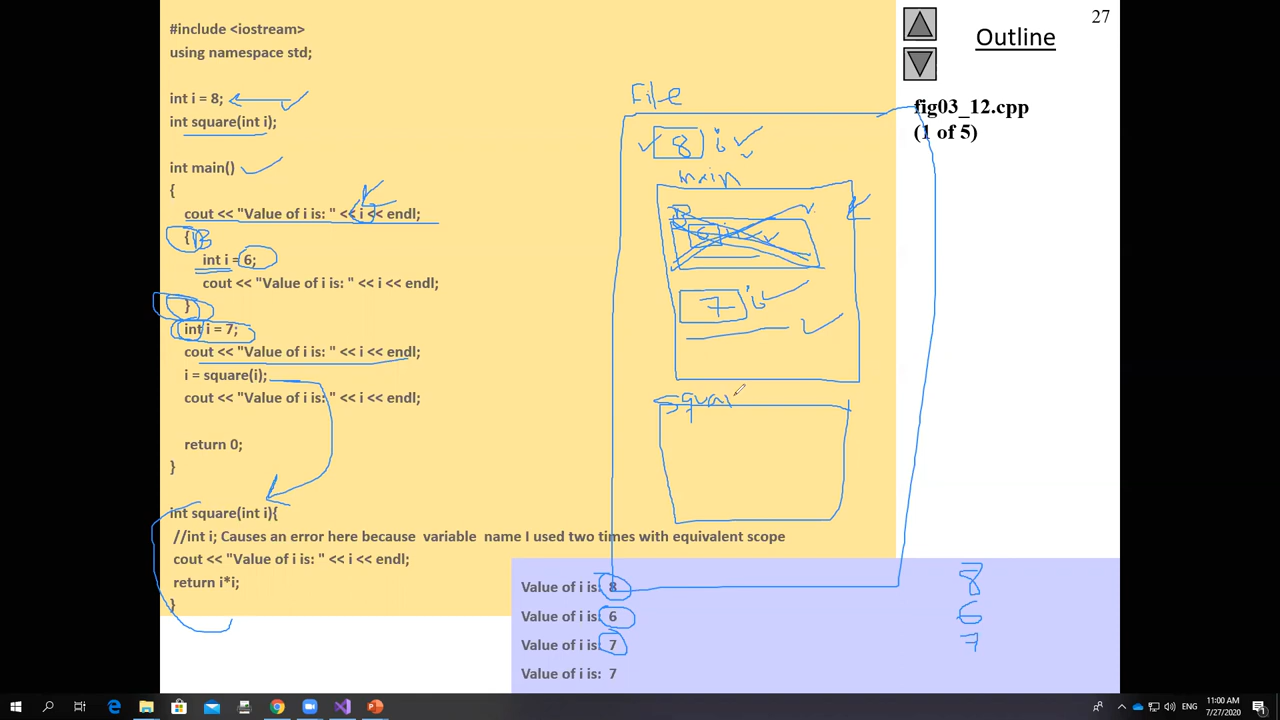 #include <iostream>
using namespace std;
int i = 8;
int square(int i);
int main()
{
cout << "Value of i is: " << i << endl;
{ B
int i = 6;
cout << "Value of i is: " << i << endl;
}
int i = 7;
cout << "Value of i is: " << i << endl;
i = square(i);
cout << "Value of i is: " << i << endl;
return 0;
}
int square(int i){
//int i; Causes an error here because variable name I used two times with equivalent scope
cout << "Value of i is: " << i << endl;
return i*i;
}
File
8 i
main
B
6 i
7 i
squar
Value of i is: 8
Value of i is: 6
Value of i is: 7
Value of i is: 7
8
6
7
27
Outline
fig03_12.cpp
(1 of 5)
11:00 AM
7/27/2020